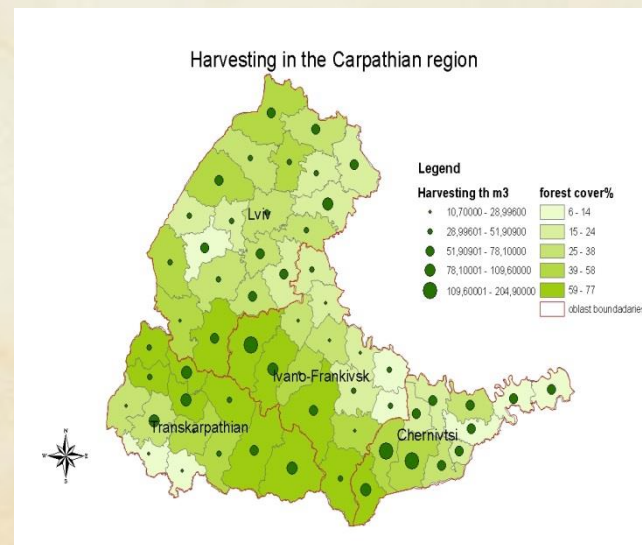 Harvesting in the Carpathian region
Legend
Harvesting th m3
10,70000 - 28,99600
28,99601 - 51,90900
51,90901 - 78,10000
78,10001 - 109,60000
109,60001 - 204,90000
forest cover%
6 - 14
15 - 24
25 - 38
39 - 58
59 - 77
oblast boundadaries
Lviv
Ivano-Frankivsk
Transkarpathian
Chernivtsi
N
W
E
S